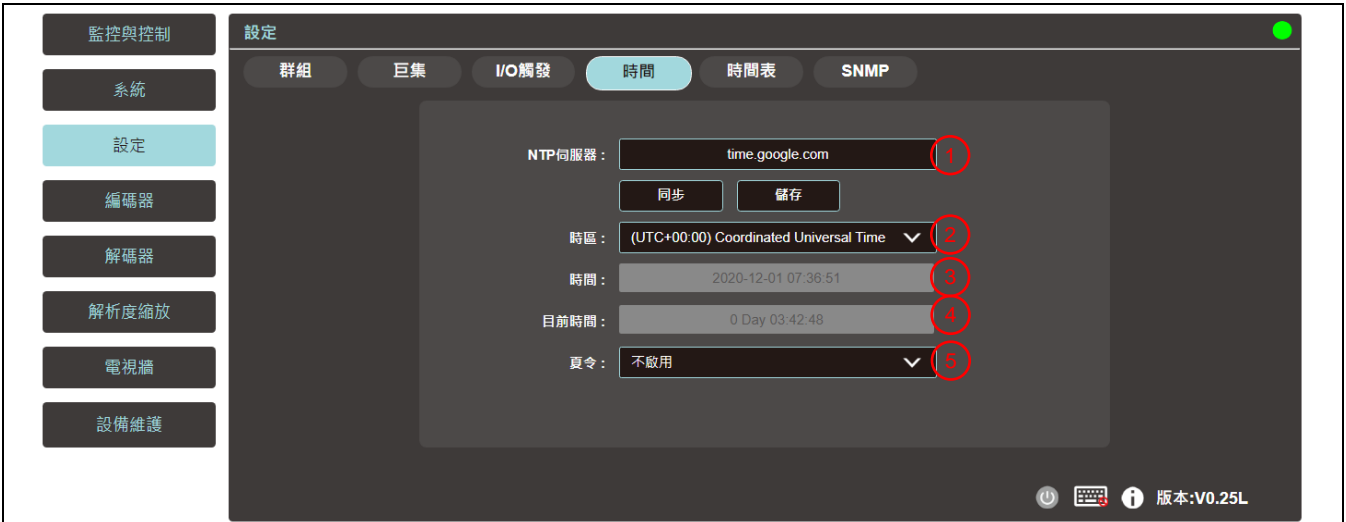 監控與控制
系統
設定
編碼器
解碼器
解析度縮放
電視牆
設備維護
設定
群組 巨集 I/O觸發 時間 時間表 SNMP
NTP伺服器： time.google.com 1
同步 儲存
時區： (UTC+00:00) Coordinated Universal Time 2
時間： 2020-12-01 07:36:51 3
目前時間： 0 Day 03:42:48 4
夏令： 不啟用 5
版本:V0.25L